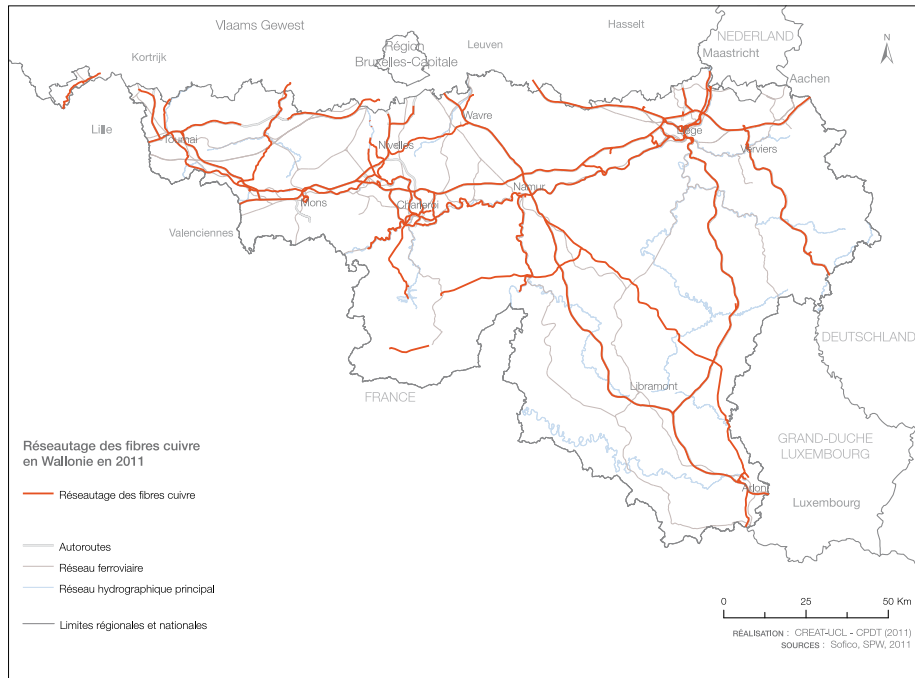 Vlaams Gewest
Hasselt
NEDERLAND
Kortrijk
Région
Bruxelles-Capitale
Leuven
Maastricht
N
Aachen
Lille
Tournai
Wavre
Liège
Nivelles
Verviers
Mons
Charleroi
Namur
Valenciennes
DEUTSCHLAND
Libramont
FRANCE
GRAND-DUCHE
LUXEMBOURG
Arlon
Luxembourg
Réseautage des fibres cuivre
en Wallonie en 2011
Réseautage des fibres cuivre
Autoroutes
Réseau ferroviaire
Réseau hydrographique principal
Limites régionales et nationales
0 25 50 Km
RÉALISATION : CREAT-UCL - CPDT (2011)
SOURCES : Sofico, SPW, 2011